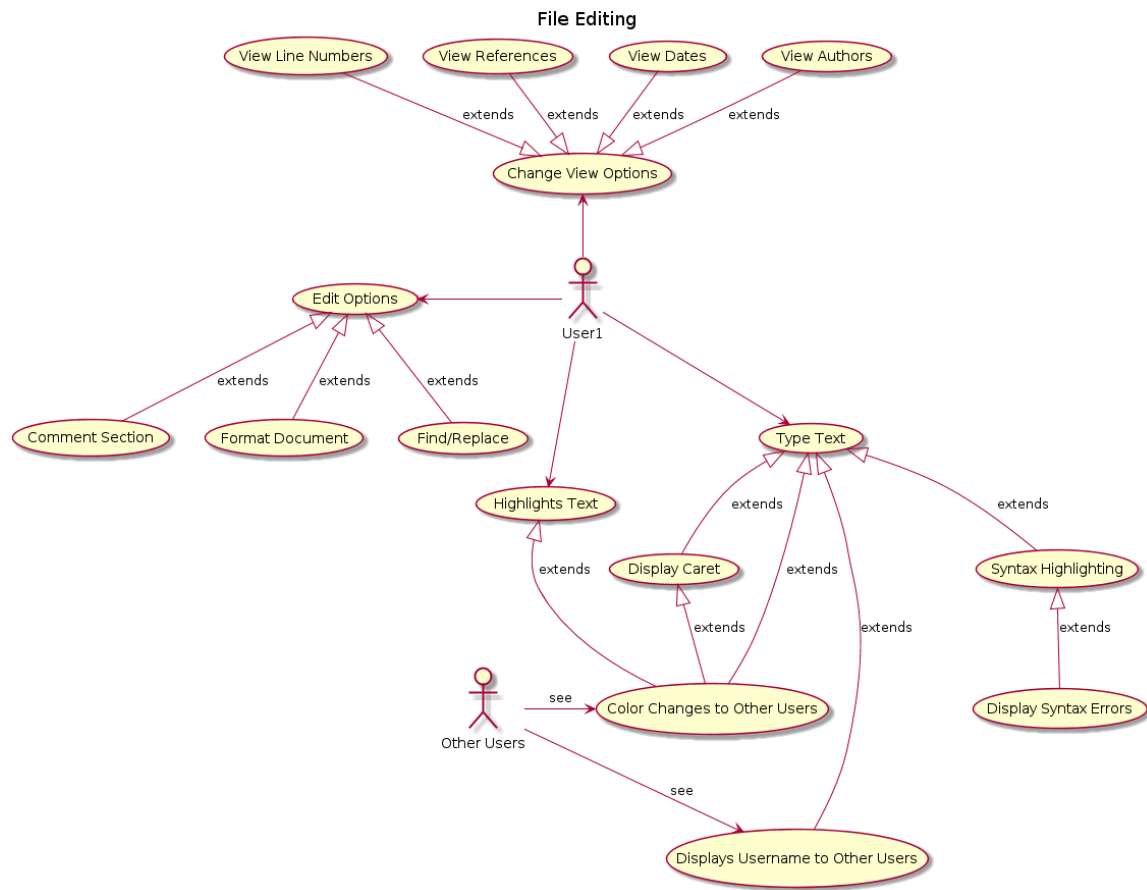 File Editing
View Line Numbers
View References
View Dates
View Authors
extends
extends
extends
extends
Change View Options
Edit Options
User1
extends
extends
extends
Comment Section
Format Document
Find/Replace
Type Text
Highlights Text
extends
extends
extends
Display Caret
extends
Syntax Highlighting
extends
extends
extends
see
Color Changes to Other Users
Display Syntax Errors
Other Users
see
Displays Username to Other Users